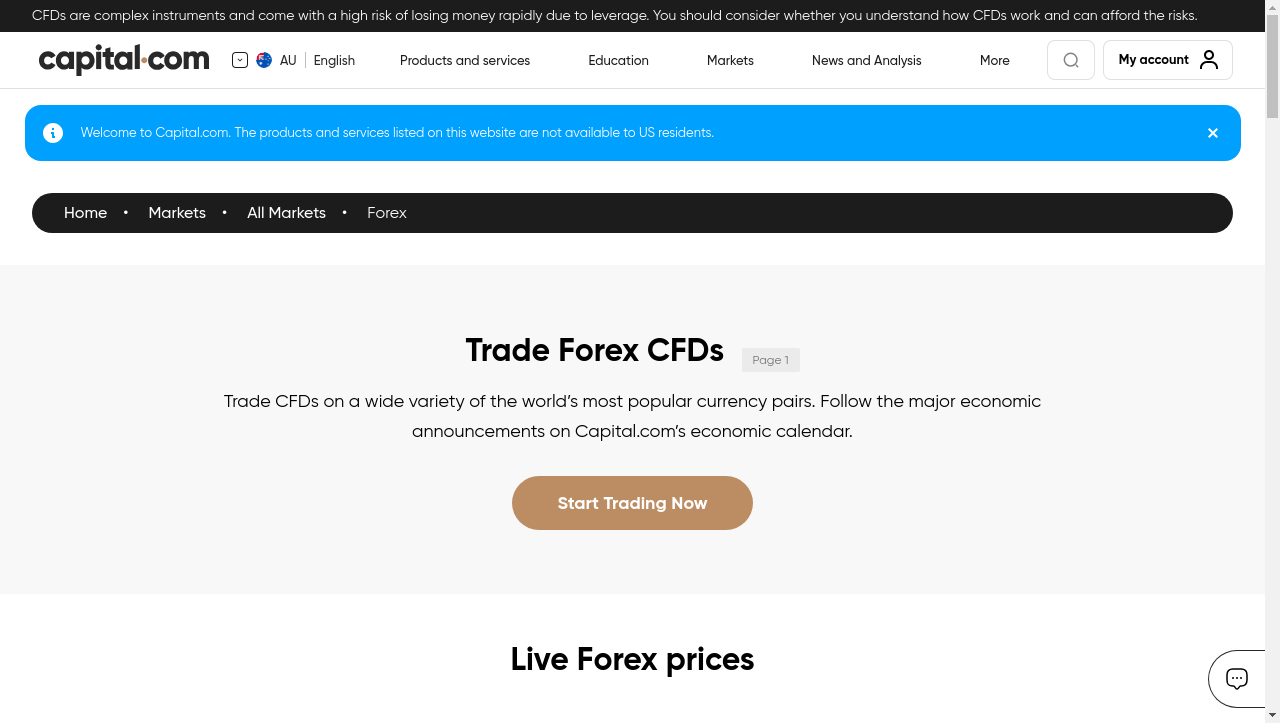 CFDs are complex instruments and come with a high risk of losing money rapidly due to leverage. You should consider whether you understand how CFDs work and can afford the risks.
capital.com
AU English
Products and services
Education
Markets
News and Analysis
More
My account
Welcome to Capital.com. The products and services listed on this website are not available to US residents.
Home • Markets • All Markets • Forex
Trade Forex CFDs Page 1
Trade CFDs on a wide variety of the world’s most popular currency pairs. Follow the major economic
announcements on Capital.com’s economic calendar.
Start Trading Now
Live Forex prices